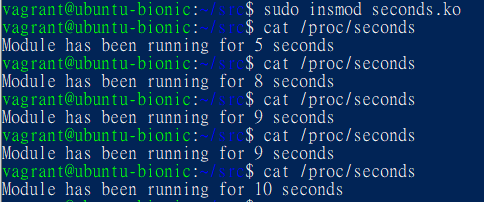 vagrant@ubuntu-bionic:~/src$ sudo insmod seconds.ko
vagrant@ubuntu-bionic:~/src$ cat /proc/seconds
Module has been running for 5 seconds
vagrant@ubuntu-bionic:~/src$ cat /proc/seconds
Module has been running for 8 seconds
vagrant@ubuntu-bionic:~/src$ cat /proc/seconds
Module has been running for 9 seconds
vagrant@ubuntu-bionic:~/src$ cat /proc/seconds
Module has been running for 9 seconds
vagrant@ubuntu-bionic:~/src$ cat /proc/seconds
Module has been running for 10 seconds